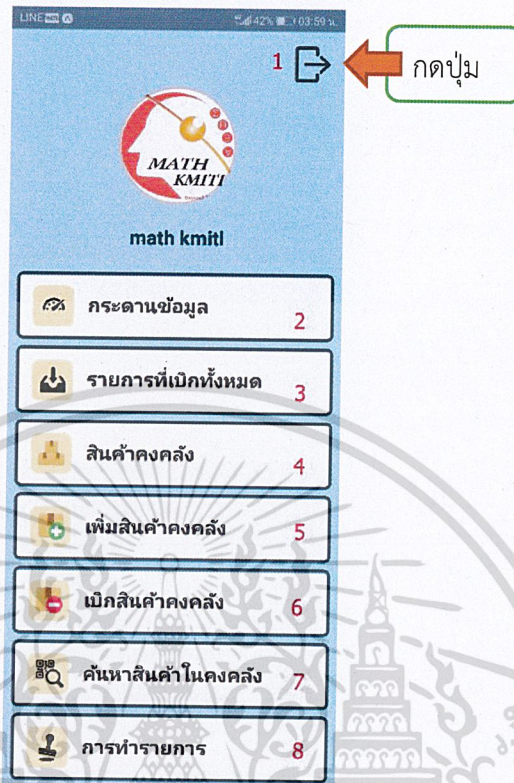 LINE 42% 03:59 น.
1 กดปุ่ม
MATH
KMITL
math kmitl
กระดานข้อมูล 2
รายการที่เบิกทั้งหมด 3
สินค้าคงคลัง 4
เพิ่มสินค้าคงคลัง 5
เบิกสินค้าคงคลัง 6
ค้นหาสินค้าในคงคลัง 7
การทำรายการ 8